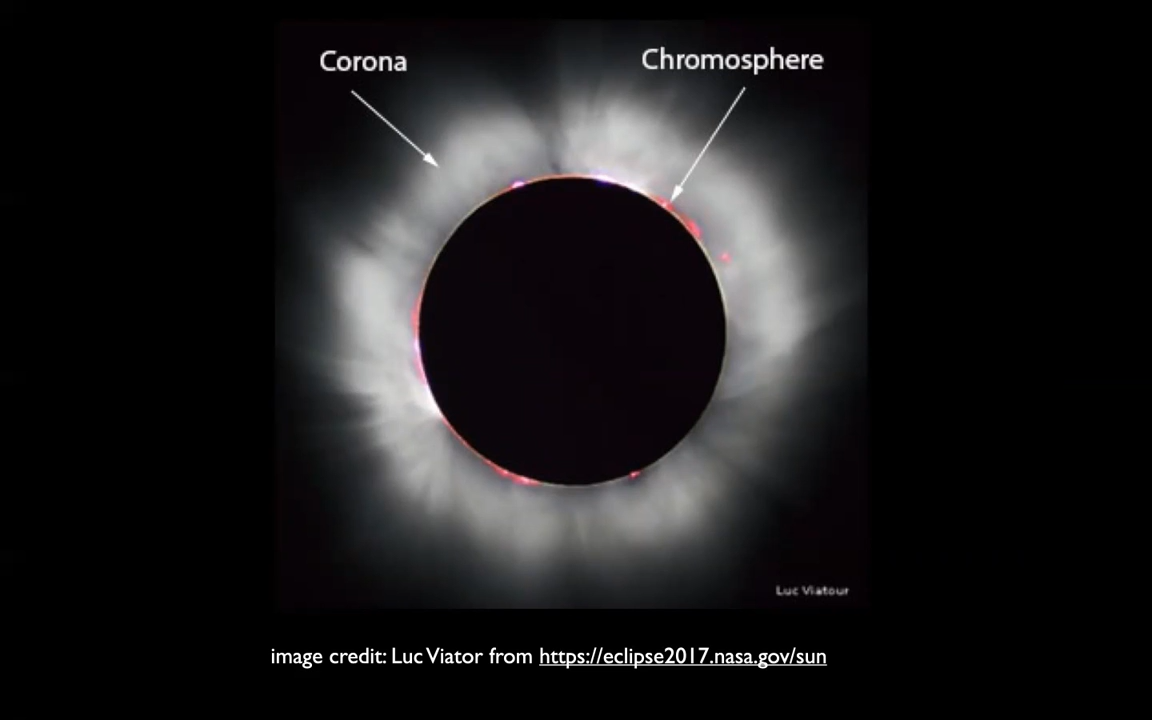 Corona
Chromosphere
Luc Viatour
image credit: Luc Viator from https://eclipse2017.nasa.gov/sun